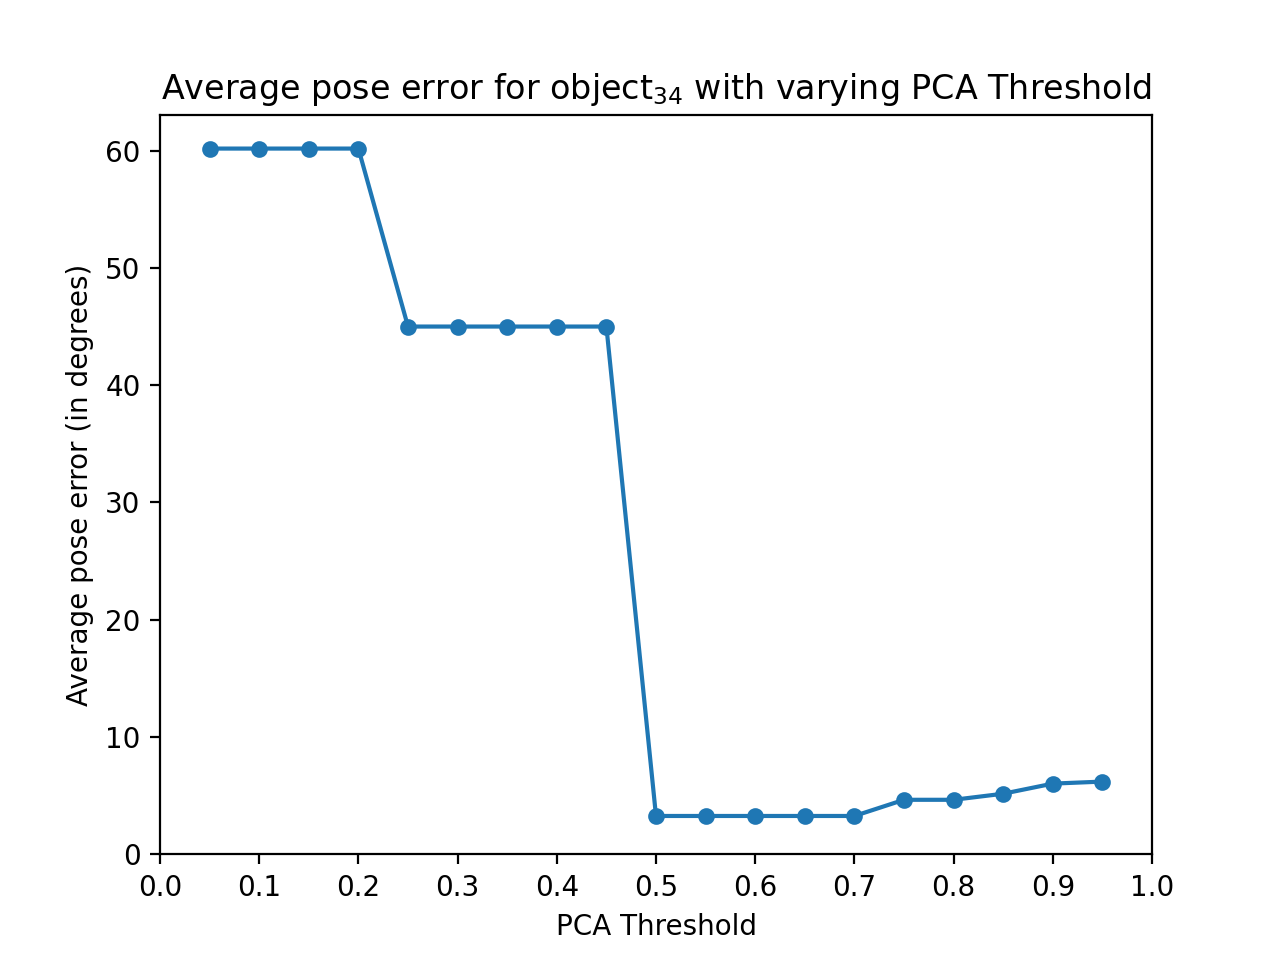 Average pose error for object₃₄ with varying PCA Threshold
60
50
40
30
20
10
0
Average pose error (in degrees)
0.0 0.1 0.2 0.3 0.4 0.5 0.6 0.7 0.8 0.9 1.0
PCA Threshold